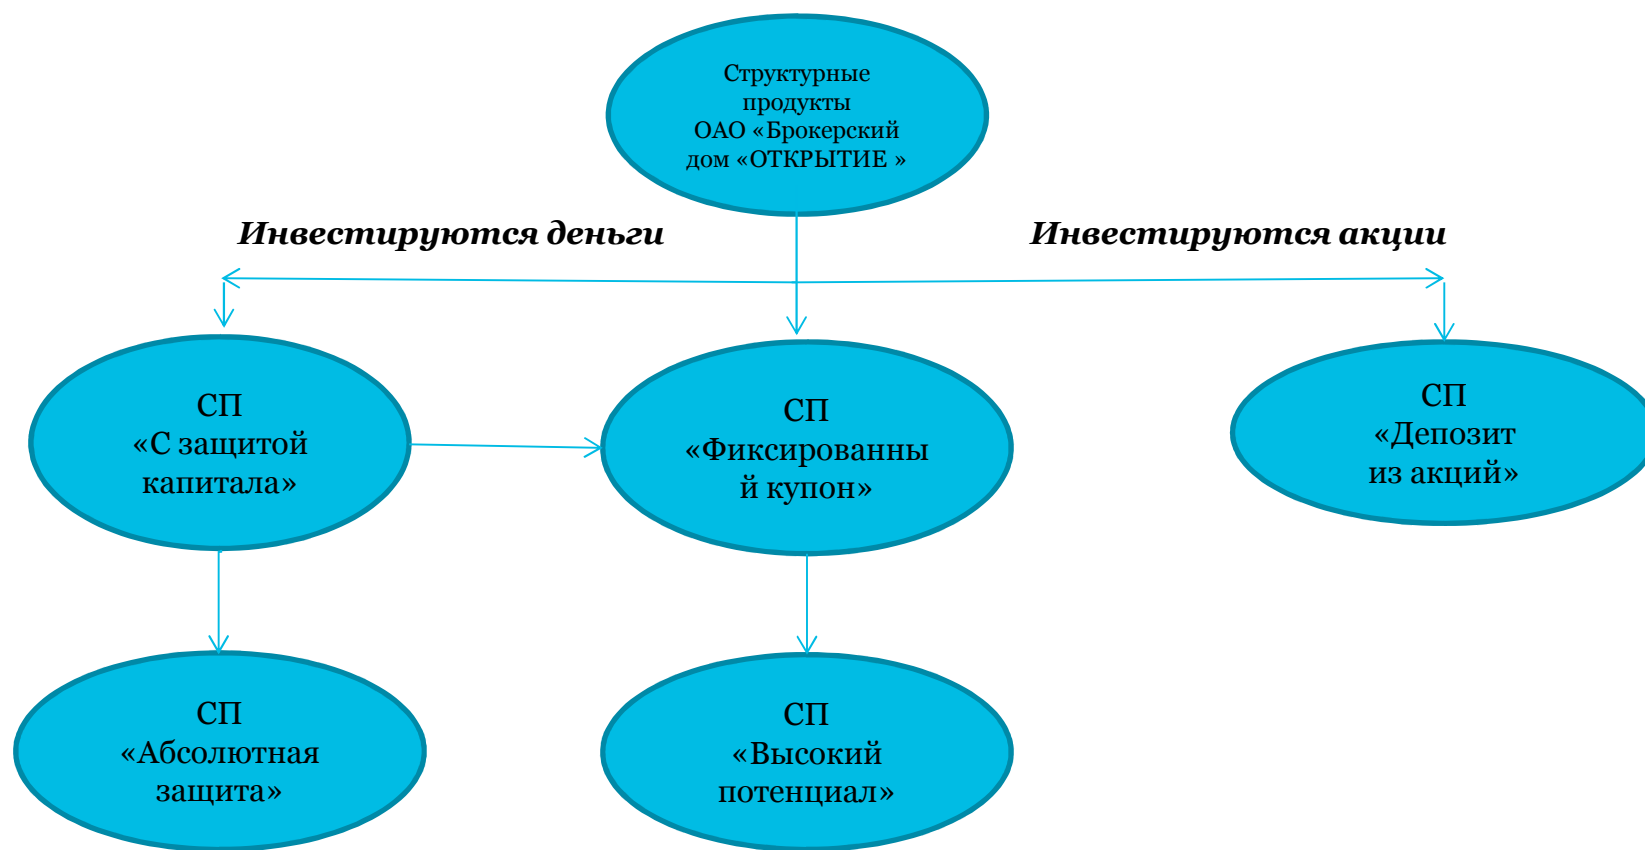 Структурные
продукты
ОАО «Брокерский
дом «ОТКРЫТИЕ »
Инвестируются деньги
Инвестируются акции
СП
«С защитой
капитала»
СП
«Фиксированны
й купон»
СП
«Депозит
из акций»
СП
«Абсолютная
защита»
СП
«Высокий
потенциал»